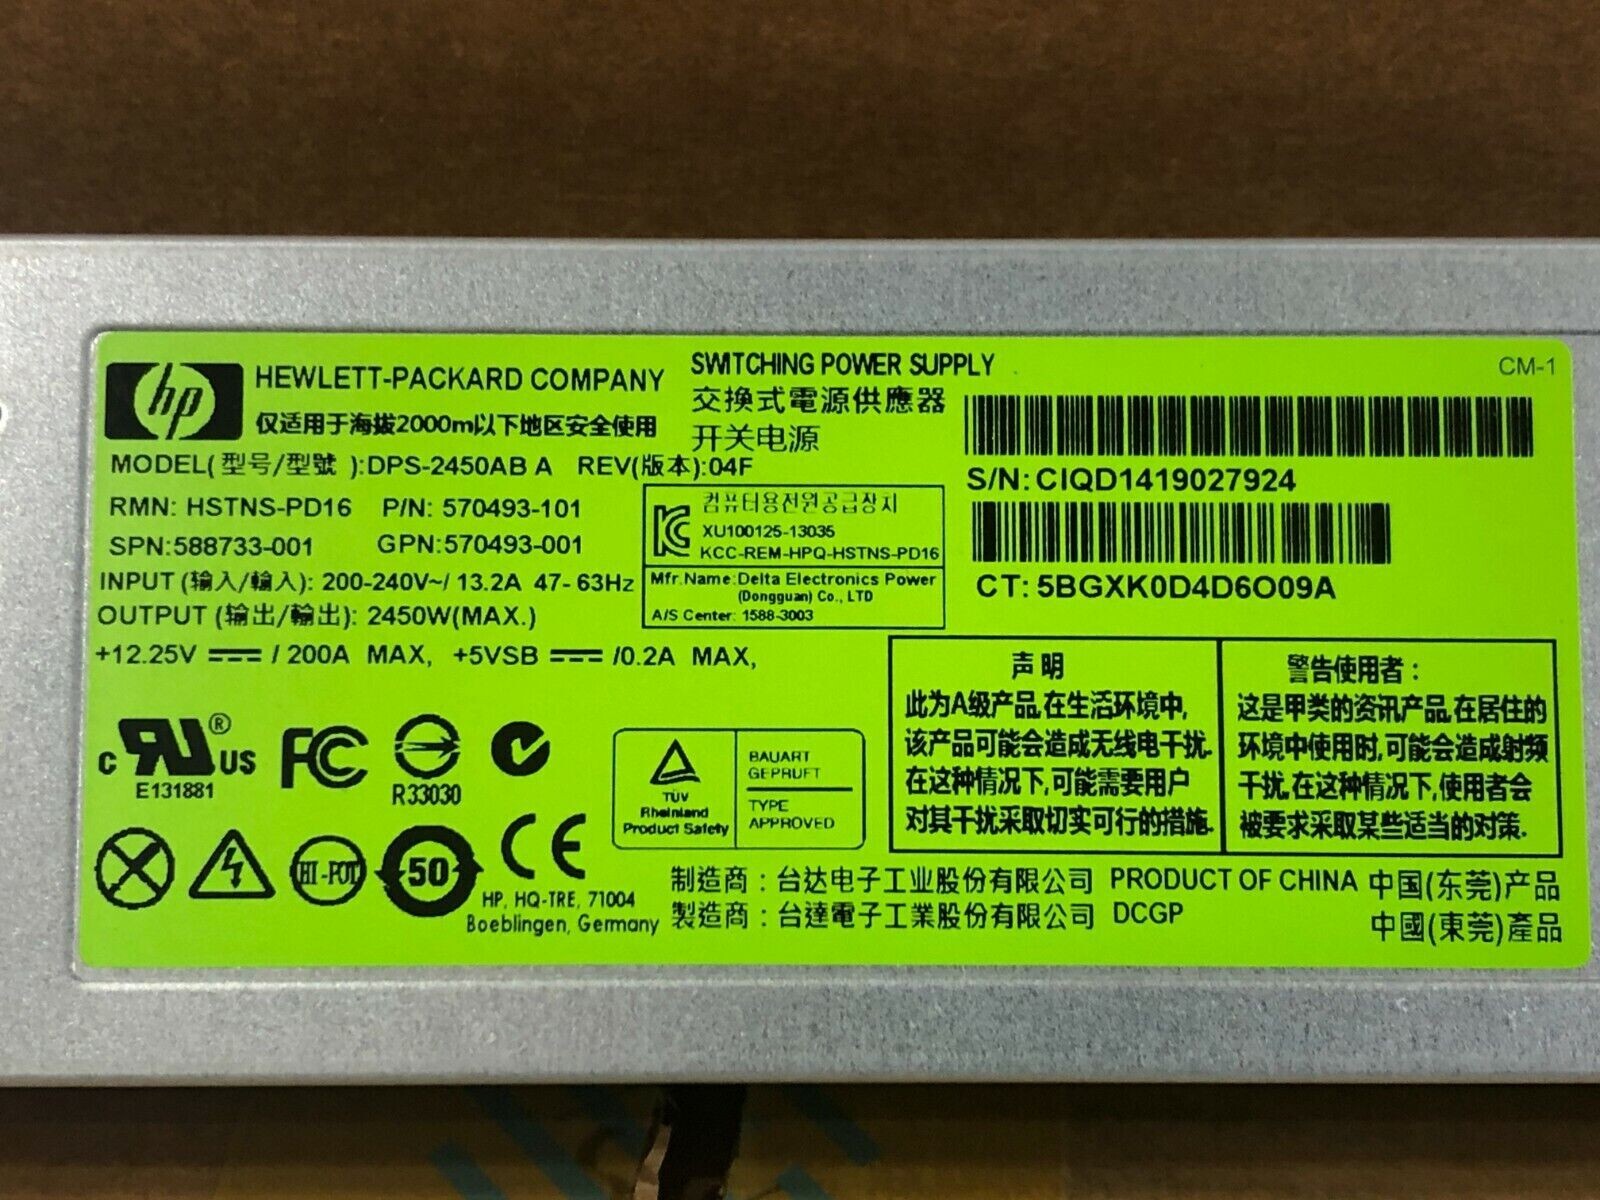 hp
HEWLETT-PACKARD COMPANY
仅适用于海拔2000m以下地区安全使用
SWITCHING POWER SUPPLY
交換式電源供應器
开关电源
CM-1
MODEL(型号/型號):DPS-2450AB A REV(版本):04F
RMN: HSTNS-PD16 P/N: 570493-101
SPN:588733-001 GPN:570493-001
INPUT (输入/輸入): 200-240V~/ 13.2A 47-63Hz
OUTPUT (输出/輸出): 2450W(MAX.)
+12.25V / 200A MAX, +5VSB /0.2A MAX,
컴퓨터용전원공급장치
XU100125-13035
KCC-REM-HPQ-HSTNS-PD16
Mfr.Name:Delta Electronics Power
(Dongguan) Co., LTD
A/S Center: 1588-3003
S/N: CIQD1419027924
CT: 5BGXK0D4D6O09A
声明
此为A级产品,在生活环境中,
该产品可能会造成无线电干扰.
在这种情况下,可能需要用户
对其干扰采取切实可行的措施.
警告使用者：
这是甲类的资讯产品,在居住的
环境中使用时,可能会造成射频
干扰,在这种情况下,使用者会
被要求采取某些适当的对策.
c RU ® US
E131881
FC
R33030
TÜV
Rheinland
Product Safety
BAUART
GEPRUFT
TYPE
APPROVED
HI-POT
50
CE
HP, HQ-TRE, 71004
Boeblingen, Germany
制造商：台达电子工业股份有限公司 PRODUCT OF CHINA 中国(东莞)产品
製造商：台達電子工業股份有限公司 DCGP 中國(東莞)產品